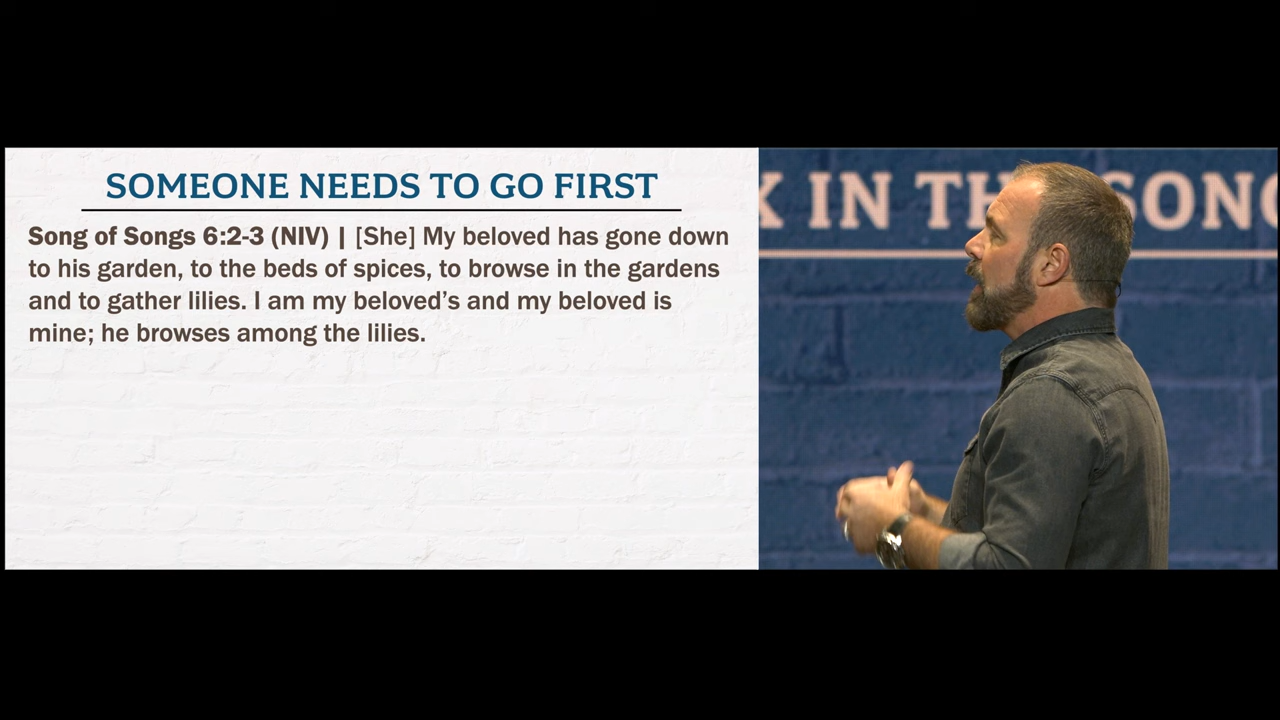 SOMEONE NEEDS TO GO FIRST
Song of Songs 6:2-3 (NIV) | [She] My beloved has gone down
to his garden, to the beds of spices, to browse in the gardens
and to gather lilies. I am my beloved’s and my beloved is
mine; he browses among the lilies.
IN